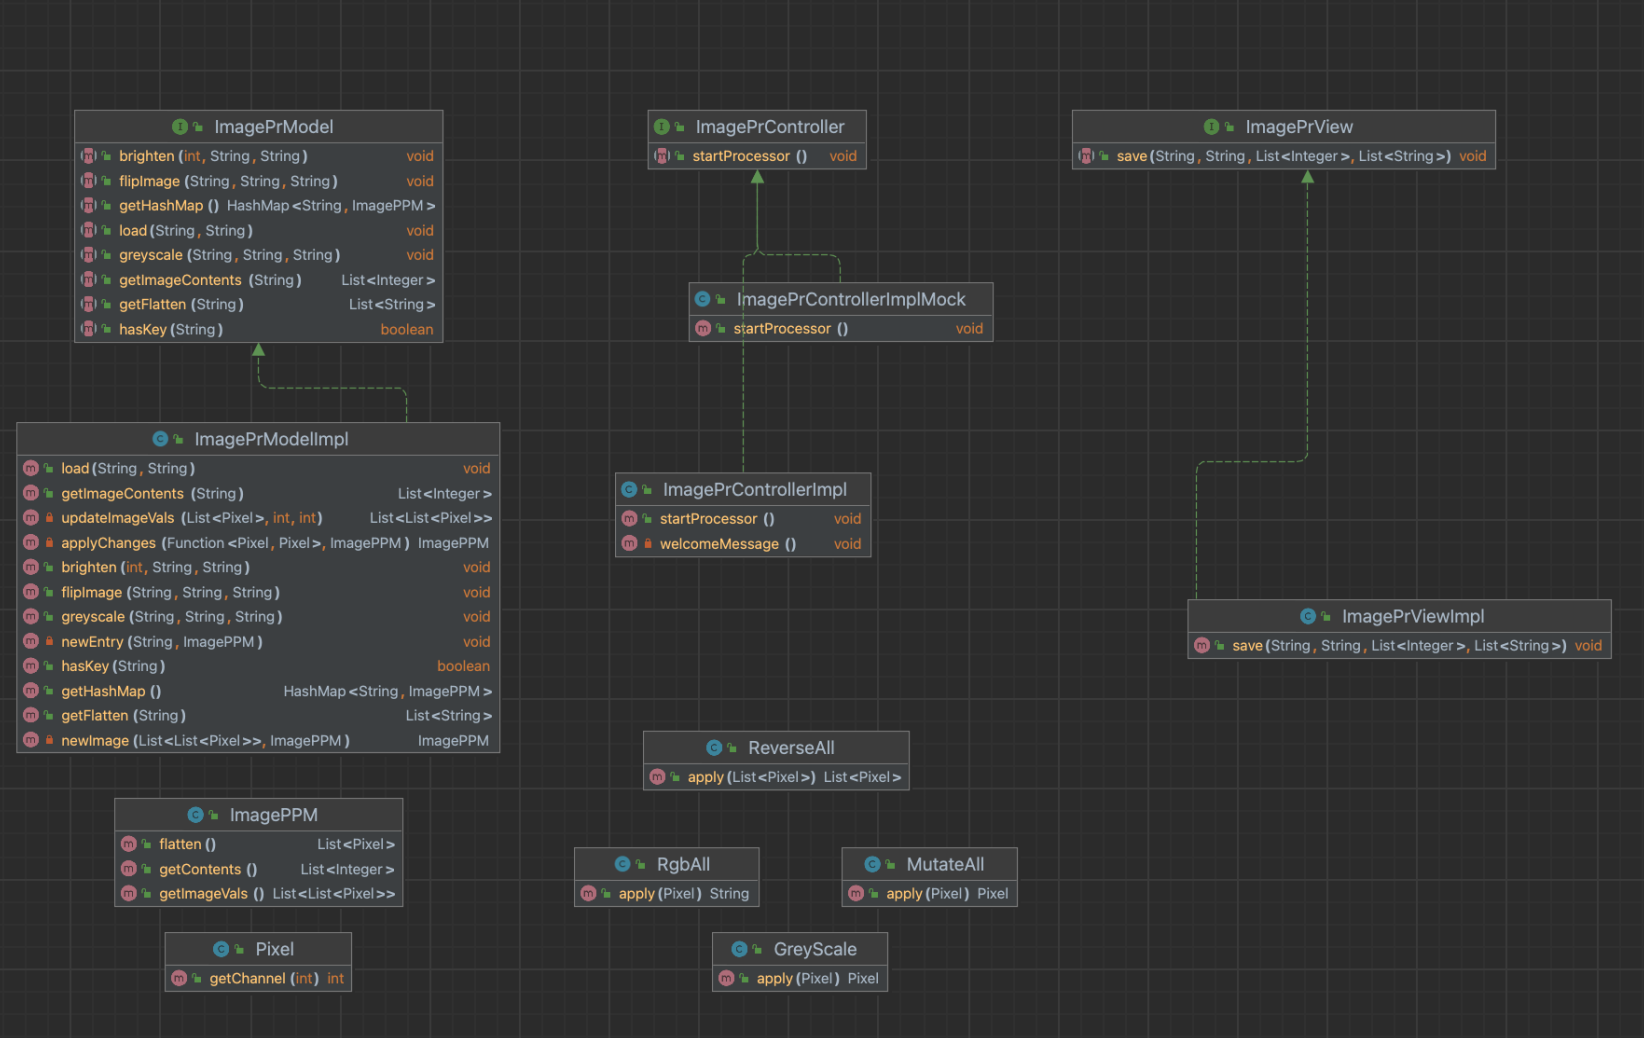 ImagePrModel
brighten (int, String, String) void
flipImage (String, String, String) void
getHashMap () HashMap<String, ImagePPM>
load(String, String) void
greyscale (String, String, String) void
getImageContents (String) List<Integer>
getFlatten (String) List<String>
hasKey(String) boolean
ImagePrController
startProcessor () void
ImagePrView
save(String, String, List<Integer>, List<String>) void
ImagePrControllerImplMock
startProcessor () void
ImagePrModelImpl
load(String, String) void
getImageContents (String) List<Integer>
updateImageVals (List<Pixel>, int, int) List<List<Pixel>>
applyChanges (Function<Pixel, Pixel>, ImagePPM) ImagePPM
brighten (int, String, String) void
flipImage (String, String, String) void
greyscale (String, String, String) void
newEntry (String, ImagePPM) void
hasKey(String) boolean
getHashMap () HashMap<String, ImagePPM>
getFlatten (String) List<String>
newImage (List<List<Pixel>>, ImagePPM) ImagePPM
ImagePrControllerImpl
startProcessor () void
welcomeMessage () void
ImagePrViewImpl
save(String, String, List<Integer>, List<String>) void
ReverseAll
apply(List<Pixel>) List<Pixel>
ImagePPM
flatten () List<Pixel>
getContents () List<Integer>
getImageVals () List<List<Pixel>>
RgbAll
apply(Pixel) String
MutateAll
apply(Pixel) Pixel
Pixel
getChannel (int) int
GreyScale
apply(Pixel) Pixel